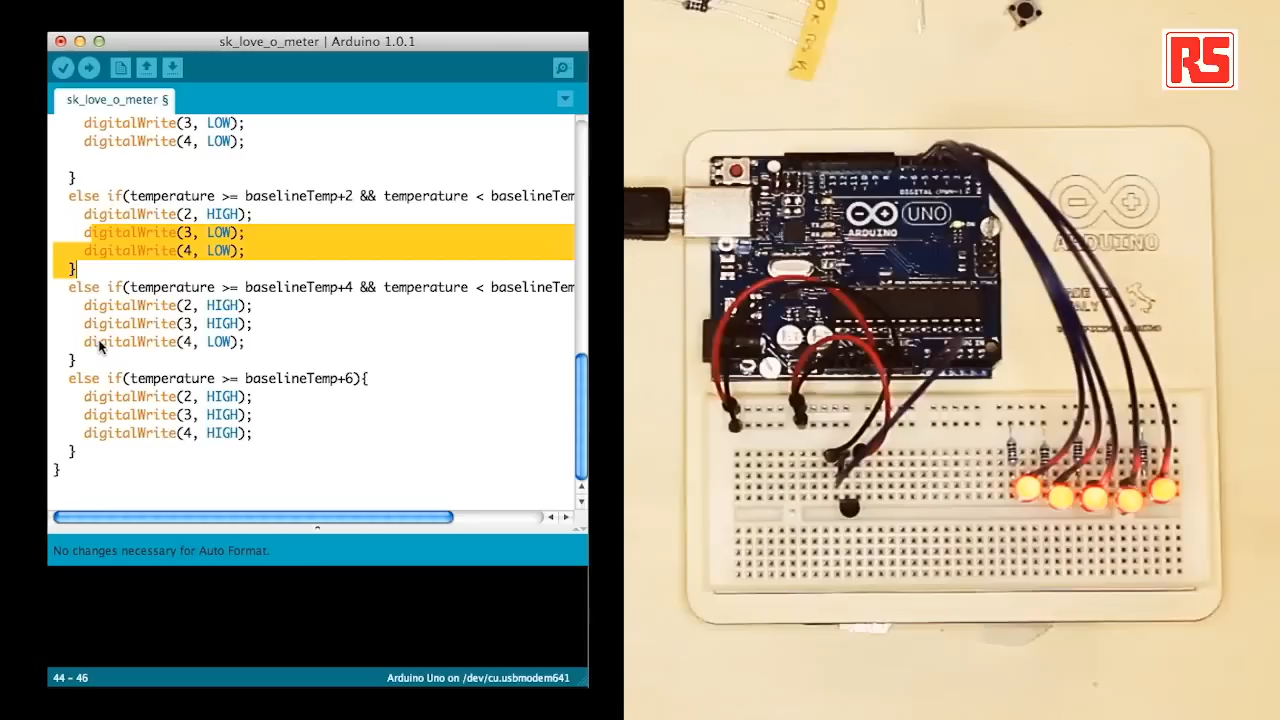 sk_love_o_meter | Arduino 1.0.1
sk_love_o_meter §
digitalWrite(3, LOW);
digitalWrite(4, LOW);
}
else if(temperature >= baselineTemp+2 && temperature < baselineTem
digitalWrite(2, HIGH);
digitalWrite(3, LOW);
digitalWrite(4, LOW);
}
else if(temperature >= baselineTemp+4 && temperature < baselineTem
digitalWrite(2, HIGH);
digitalWrite(3, HIGH);
digitalWrite(4, LOW);
}
else if(temperature >= baselineTemp+6){
digitalWrite(2, HIGH);
digitalWrite(3, HIGH);
digitalWrite(4, HIGH);
}
}
No changes necessary for Auto Format.
44 - 46
Arduino Uno on /dev/cu.usbmodem641
RS
UNO
ARDUINO
ARDUINO
MADE IN
ITALY